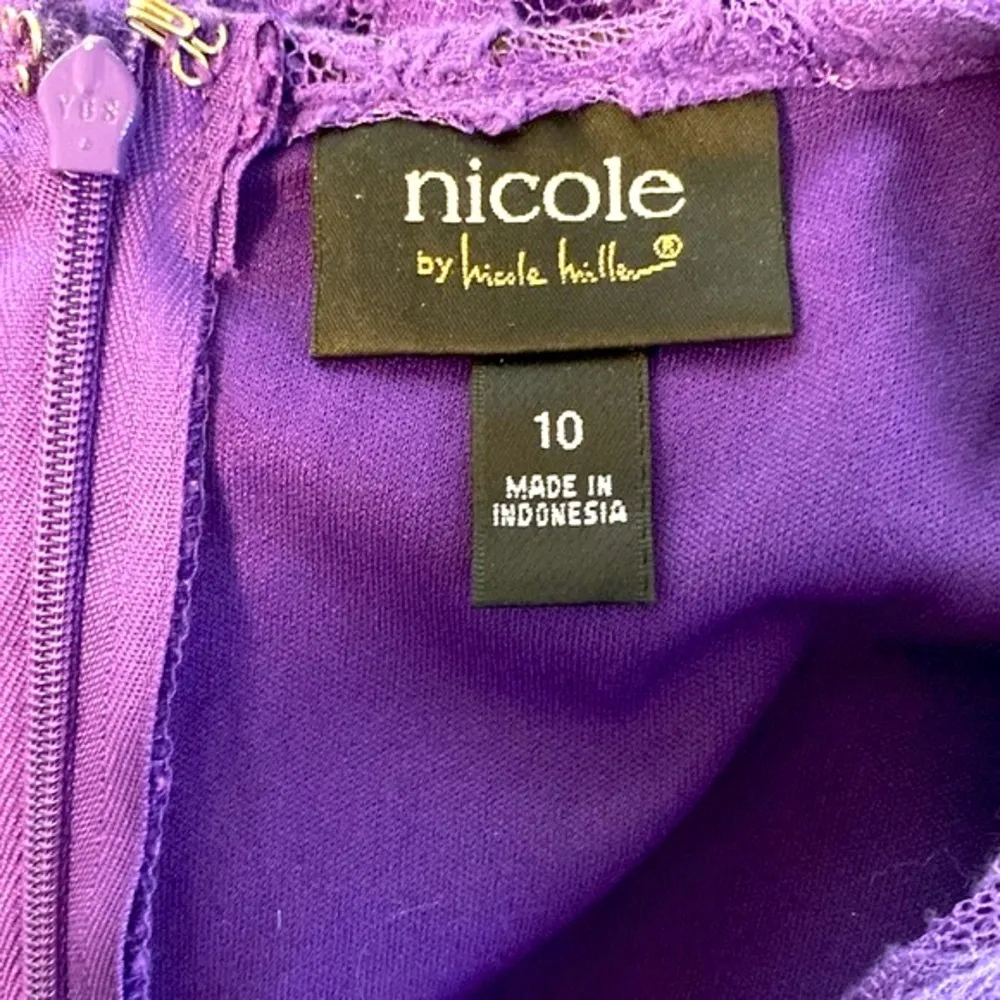 YBS
nicole
by nicole miller®
10
MADE IN
INDONESIA